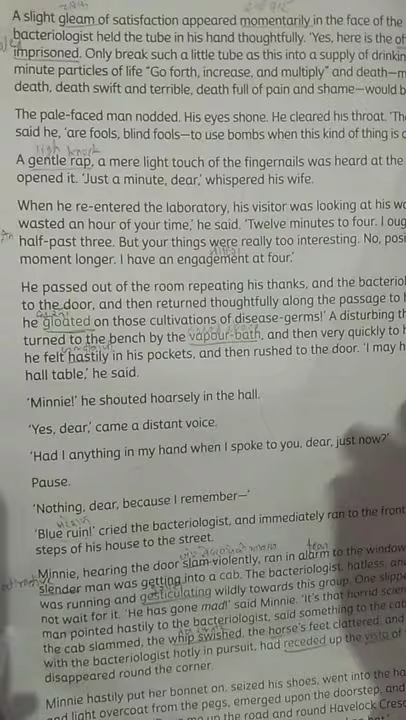 A slight gleam of satisfaction appeared momentarily in the face of the
bacteriologist held the tube in his hand thoughtfully. 'Yes, here is the
imprisoned. Only break such a little tube as this into a supply of
minute particles of life "Go forth, increase, and multiply" and
death, death swift and terrible, death full of pain and shame—would
The pale-faced man nodded. His eyes shone. He cleared his throat.
said he, 'are fools, blind fools—to use bombs when this kind of thing is
A gentle rap, a mere light touch of the fingernails was heard at the
opened it. 'Just a minute, dear,' whispered his wife.
When he re-entered the laboratory, his visitor was looking at his
wasted an hour of your time,' he said. 'Twelve minutes to four. I
half-past three. But your things were really too interesting. No,
moment longer. I have an engagement at four.'
He passed out of the room repeating his thanks, and the
to the door, and then returned thoughtfully along the passage to
he gloated on those cultivations of disease-germs!' A disturbing
turned to the bench by the vapour-bath, and then very quickly to
he felt hastily in his pockets, and then rushed to the door. 'I may
hall table,' he said.
'Minnie!' he shouted hoarsely in the hall.
'Yes, dear,' came a distant voice.
'Had I anything in my hand when I spoke to you, dear, just now?'
Pause.
'Nothing, dear, because I remember—'
'Blue ruin!' cried the bacteriologist, and immediately ran to the front
steps of his house to the street.
Minnie, hearing the door slam violently, ran in alarm to the window
slender man was getting into a cab. The bacteriologist, hatless, and
was running and gesticulating wildly towards this group. One
not wait for it. 'He has gone mad!' said Minnie. 'It's that horrid
man pointed hastily to the bacteriologist, said something to the
the cab slammed, the whip swished, the horse's feet clattered, and
with the bacteriologist hotly in pursuit, had receded up the vista of
disappeared round the corner.
Minnie hastily put her bonnet on, seized his shoes, went into the
and light overcoat from the pegs, emerged upon the doorstep, and
up the road and round Havelock